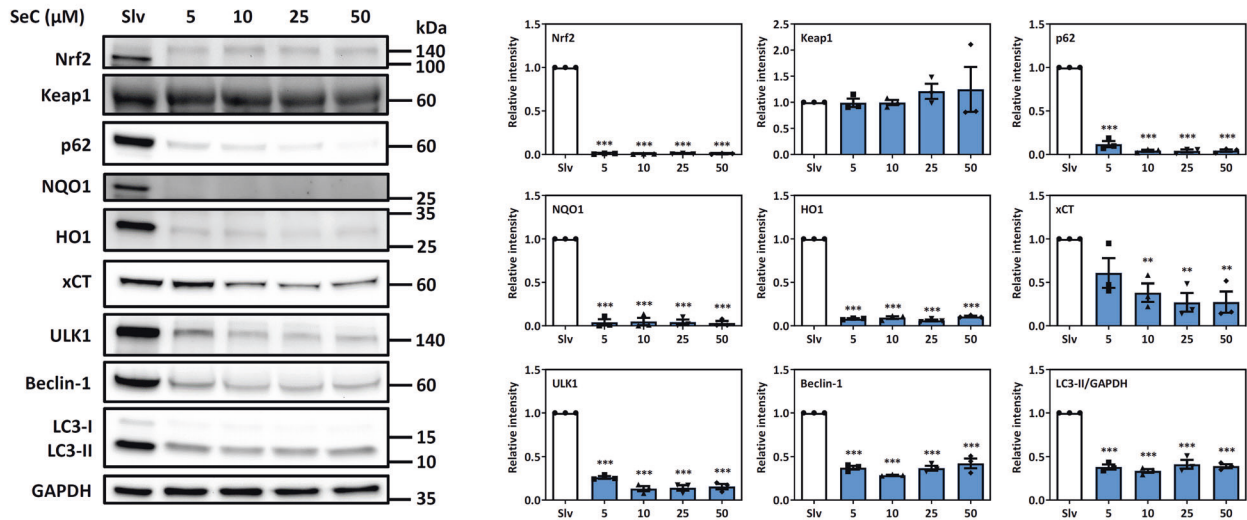 SeC (μM) Slv 5 10 25 50 kDa
Nrf2 140
100
Keap1 60
p62 60
NQO1 25
HO1 35
25
xCT 60
ULK1 140
Beclin-1 60
LC3-I 15
LC3-II 10
GAPDH 35
Nrf2
Relative intensity
1.5
1.0
0.5
0.0
*** *** *** ***
Slv 5 10 25 50
Keap1
Relative intensity
2.5
2.0
1.5
1.0
0.5
0.0
Slv 5 10 25 50
p62
Relative intensity
1.5
1.0
0.5
0.0
*** *** *** ***
Slv 5 10 25 50
NQO1
Relative intensity
1.5
1.0
0.5
0.0
*** *** *** ***
Slv 5 10 25 50
HO1
Relative intensity
1.5
1.0
0.5
0.0
*** *** *** ***
Slv 5 10 25 50
xCT
Relative intensity
1.5
1.0
0.5
0.0
** ** **
Slv 5 10 25 50
ULK1
Relative intensity
1.5
1.0
0.5
0.0
*** *** *** ***
Slv 5 10 25 50
Beclin-1
Relative intensity
1.5
1.0
0.5
0.0
*** *** *** ***
Slv 5 10 25 50
LC3-II/GAPDH
Relative intensity
1.5
1.0
0.5
0.0
*** *** *** ***
Slv 5 10 25 50